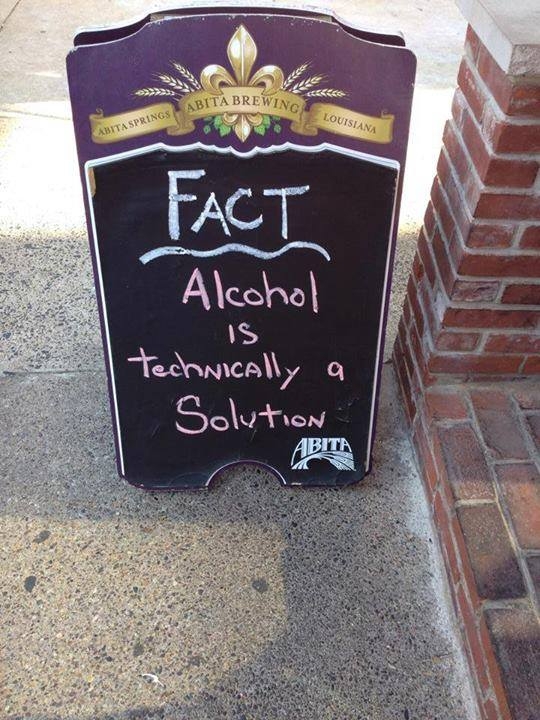 ABITA SPRINGS ABITA BREWING LOUISIANA
FACT
Alcohol
is
technically a
Solution
ABITA